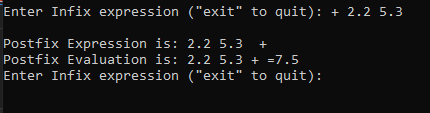 Enter Infix expression ("exit" to quit): + 2.2 5.3
Postfix Expression is: 2.2 5.3  +
Postfix Evaluation is: 2.2 5.3 + =7.5
Enter Infix expression ("exit" to quit):